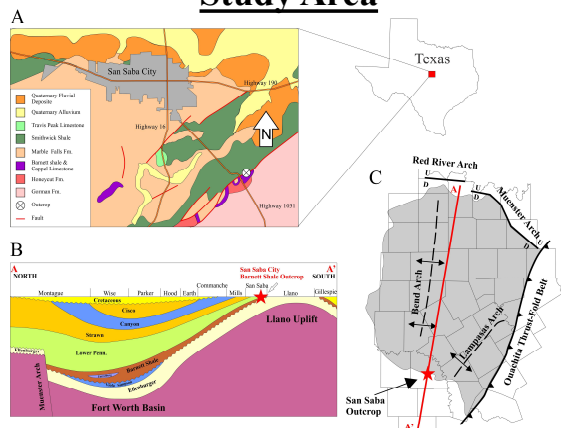 Study Area
A
San Saba City
Highway 190
Highway 16
Highway 1031
N
Quaternary Fluvial
Deposite
Quaternary Alluvium
Travis Peak Limestone
Smithwick Shale
Marble Falls Fm.
Barnett shale &
Cappel Limestone
Honeycut Fm.
Gorman Fm.
Outcrop
Fault
Texas
B
A
NORTH
San Saba City
Barnett Shale Outcrop
A'
SOUTH
Montague
Wise
Parker
Hood
Earth
Comanche
Mills
San Saba
Llano
Gillespie
Cretaceous
Cisco
Canyon
Strawn
Lower Penn.
Barnett Shale
Ellenburger
Ellenburger
Muenster Arch
Fort Worth Basin
Llano Uplift
C
Red River Arch
U
D
A
U
D
Muenster Arch
D
U
Bend Arch
Lampasas Arch
Ouachita Thrust-Fold Belt
San Saba
Outcrop
A'